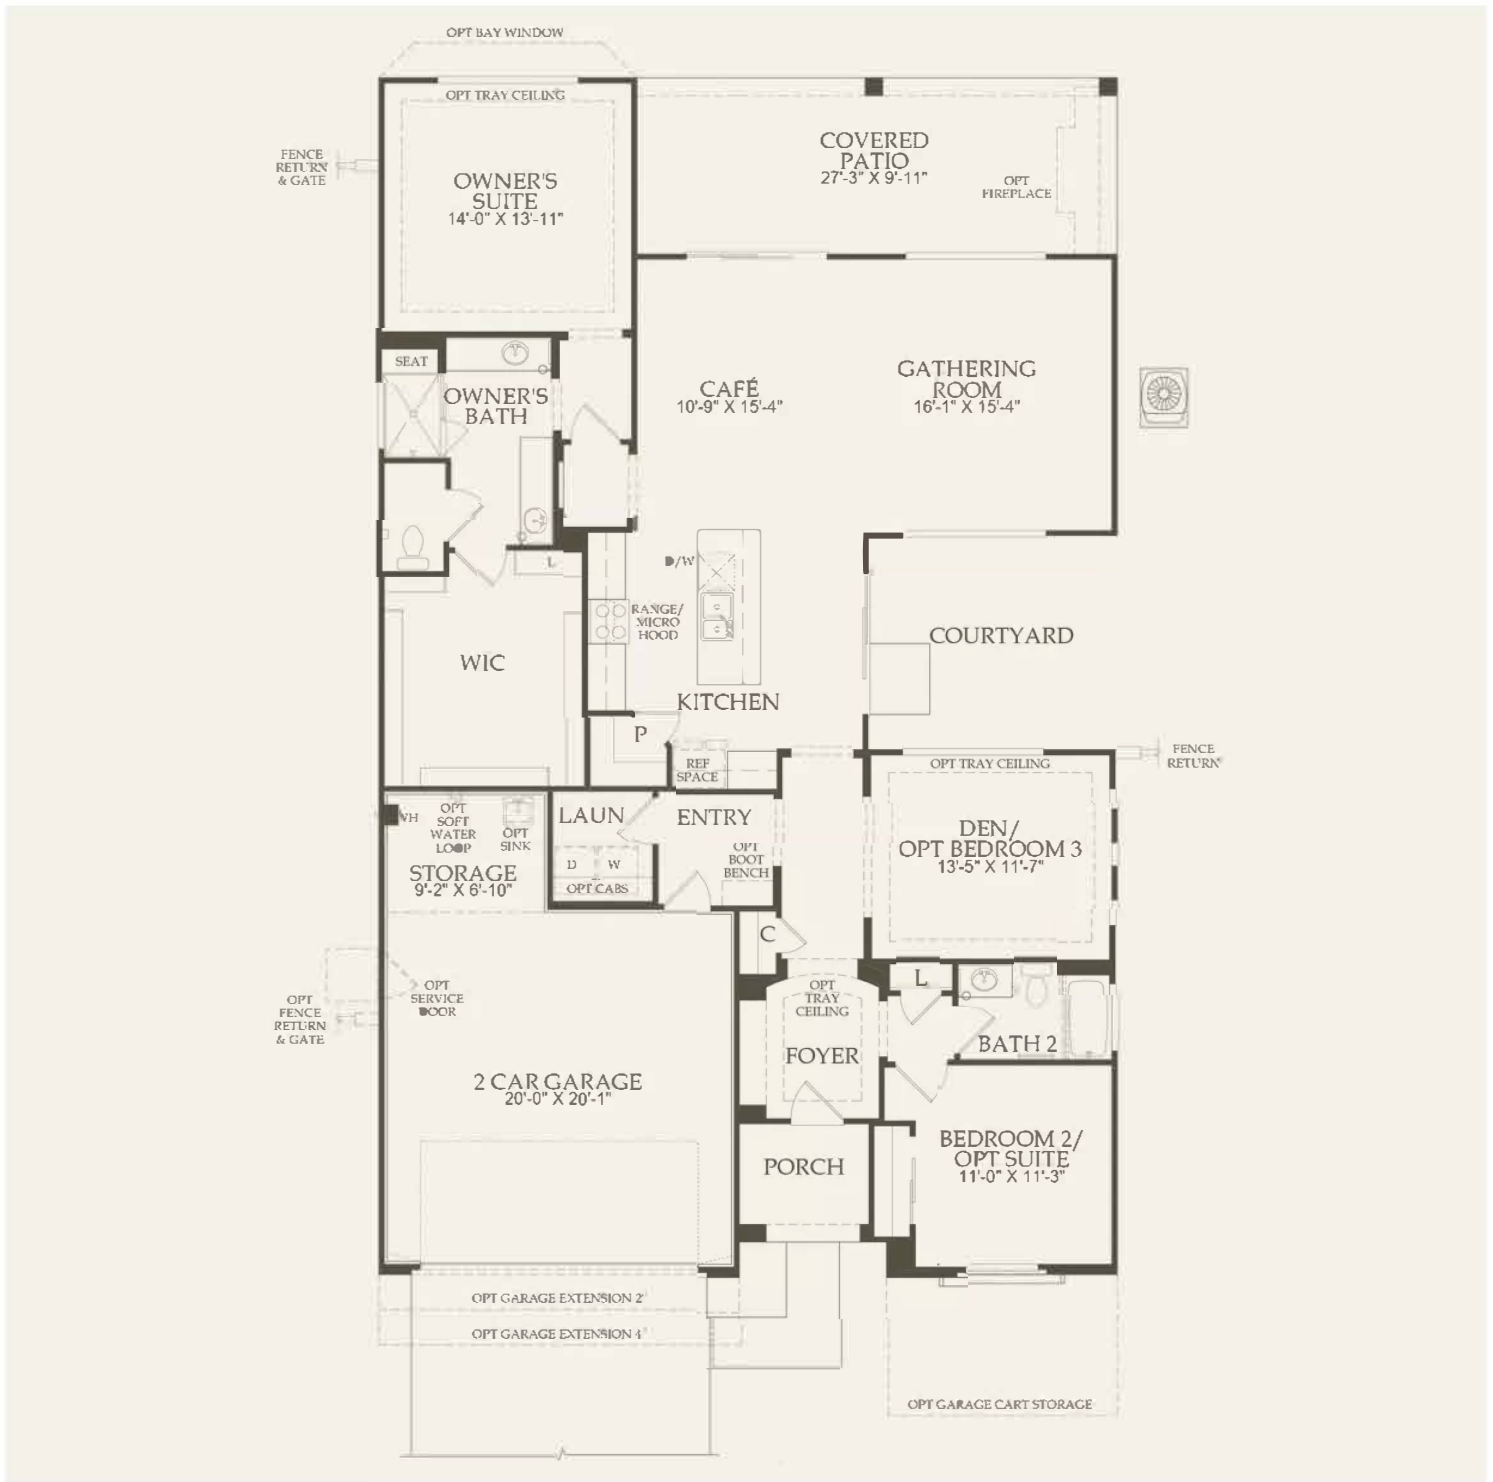 OPT BAY WINDOW
OPT TRAY CEILING
FENCE
RETURN
& GATE
OWNER'S
SUITE
14'-0" X 13'-11"
COVERED
PATIO
27'-3" X 9'-11"
OPT
FIREPLACE
SEAT
OWNER'S
BATH
CAFÉ
10'-9" X 15'-4"
GATHERING
ROOM
16'-1" X 15'-4"
L
D/W
RANGE/
MICRO
HOOD
COURTYARD
WIC
KITCHEN
P
REF
SPACE
FENCE
RETURN
OPT TRAY CEILING
WH
OPT
SOFT
WATER
LOOP
OPT
SINK
LAUN
ENTRY
OPT
BOOT
BENCH
D
W
OPT CABS
STORAGE
9'-2" X 6'-10"
DEN/
OPT BEDROOM 3
13'-5" X 11'-7"
C
OPT
SERVICE
DOOR
OPT
FENCE
RETURN
& GATE
OPT
TRAY
CEILING
FOYER
L
BATH 2
2 CAR GARAGE
20'-0" X 20'-1"
PORCH
BEDROOM 2/
OPT SUITE
11'-0" X 11'-3"
OPT GARAGE EXTENSION 2'
OPT GARAGE EXTENSION 4'
OPT GARAGE CART STORAGE